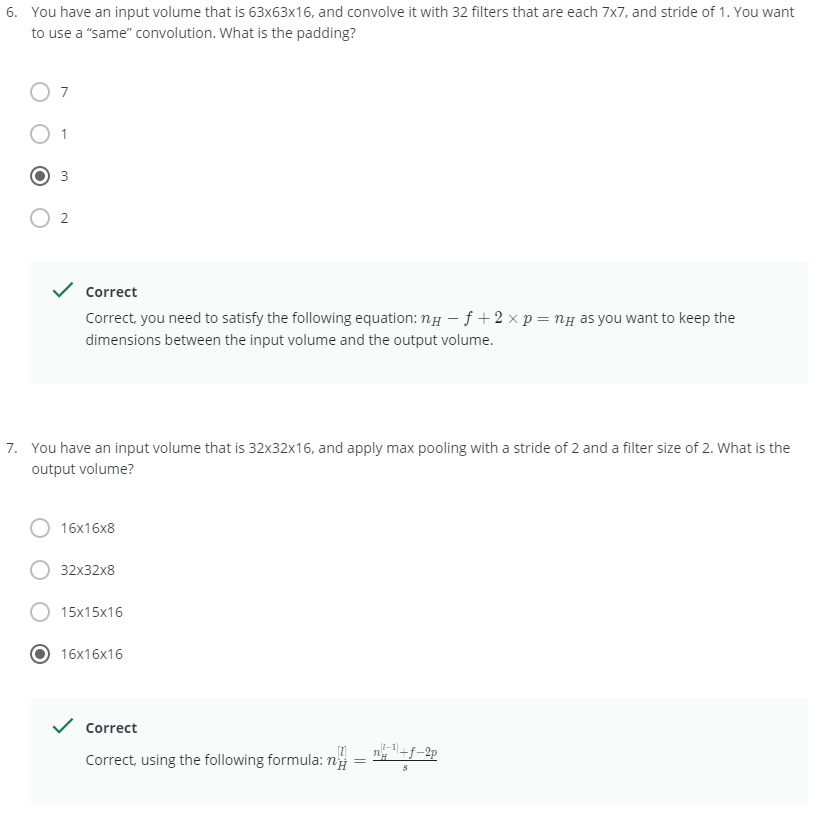 6. You have an input volume that is 63x63x16, and convolve it with 32 filters that are each 7x7, and stride of 1. You want
to use a “same” convolution. What is the padding?
7
1
3
2
Correct
Correct, you need to satisfy the following equation: n_H − f + 2 × p = n_H as you want to keep the
dimensions between the input volume and the output volume.
7. You have an input volume that is 32x32x16, and apply max pooling with a stride of 2 and a filter size of 2. What is the
output volume?
16x16x8
32x32x8
15x15x16
16x16x16
Correct
Correct, using the following formula: n_H^{[l]} = \frac{n_H^{[l-1]}+f-2p}{s}